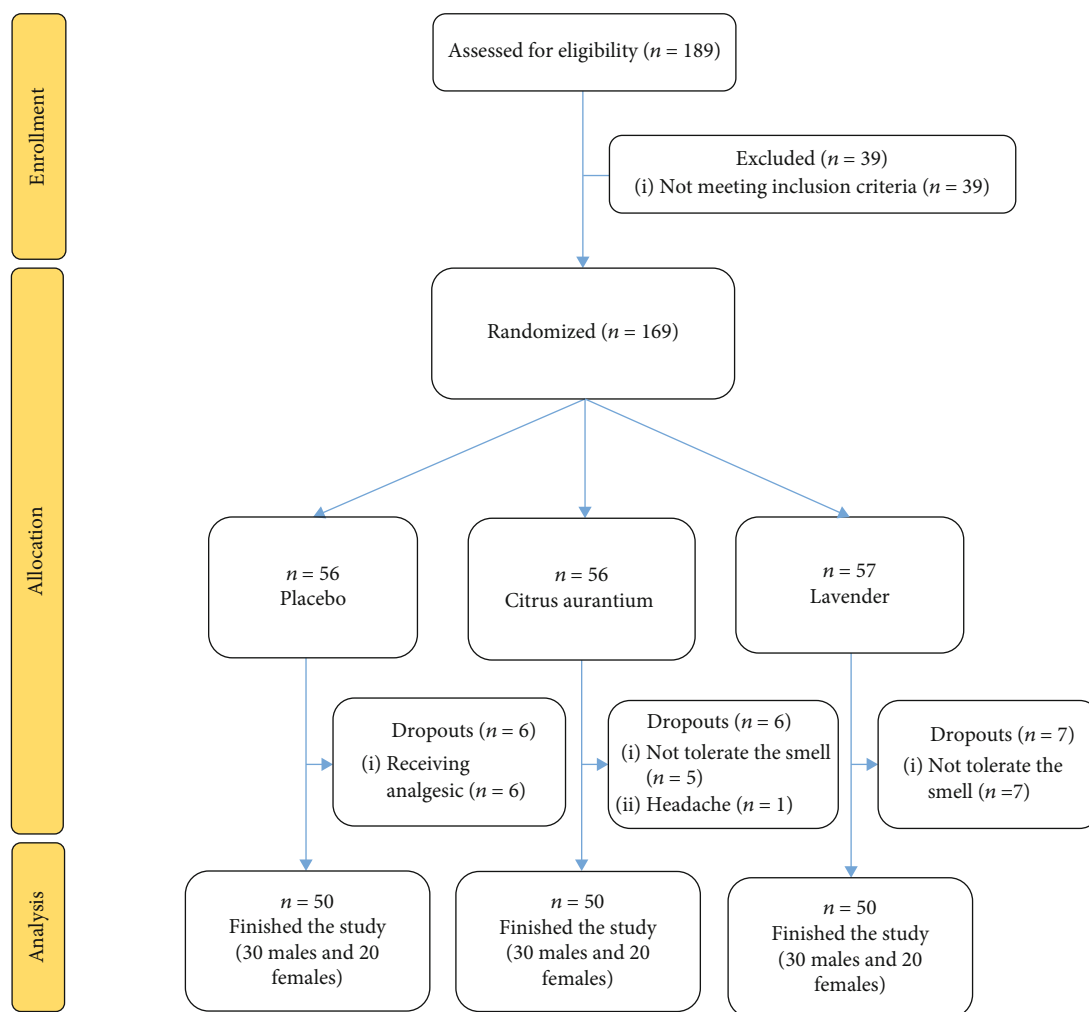 Enrollment
Assessed for eligibility (n = 189)
Excluded (n = 39)
(i) Not meeting inclusion criteria (n = 39)
Allocation
Randomized (n = 169)
n = 56
Placebo
n = 56
Citrus aurantium
n = 57
Lavender
Dropouts (n = 6)
(i) Receiving
analgesic (n = 6)
Dropouts (n = 6)
(i) Not tolerate the smell
(n = 5)
(ii) Headache (n = 1)
Dropouts (n = 7)
(i) Not tolerate the
smell (n =7)
Analysis
n = 50
Finished the study
(30 males and 20
females)
n = 50
Finished the study
(30 males and 20
females)
n = 50
Finished the study
(30 males and 20
females)